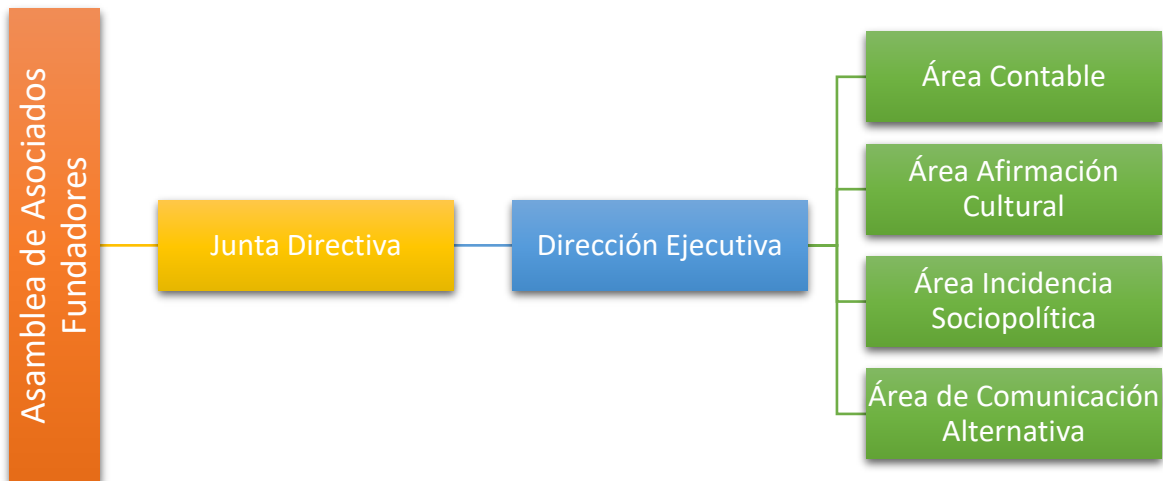 Asamblea de Asociados
Fundadores
Junta Directiva
Dirección Ejecutiva
Área Contable
Área Afirmación
Cultural
Área Incidencia
Sociopolítica
Área de Comunicación
Alternativa